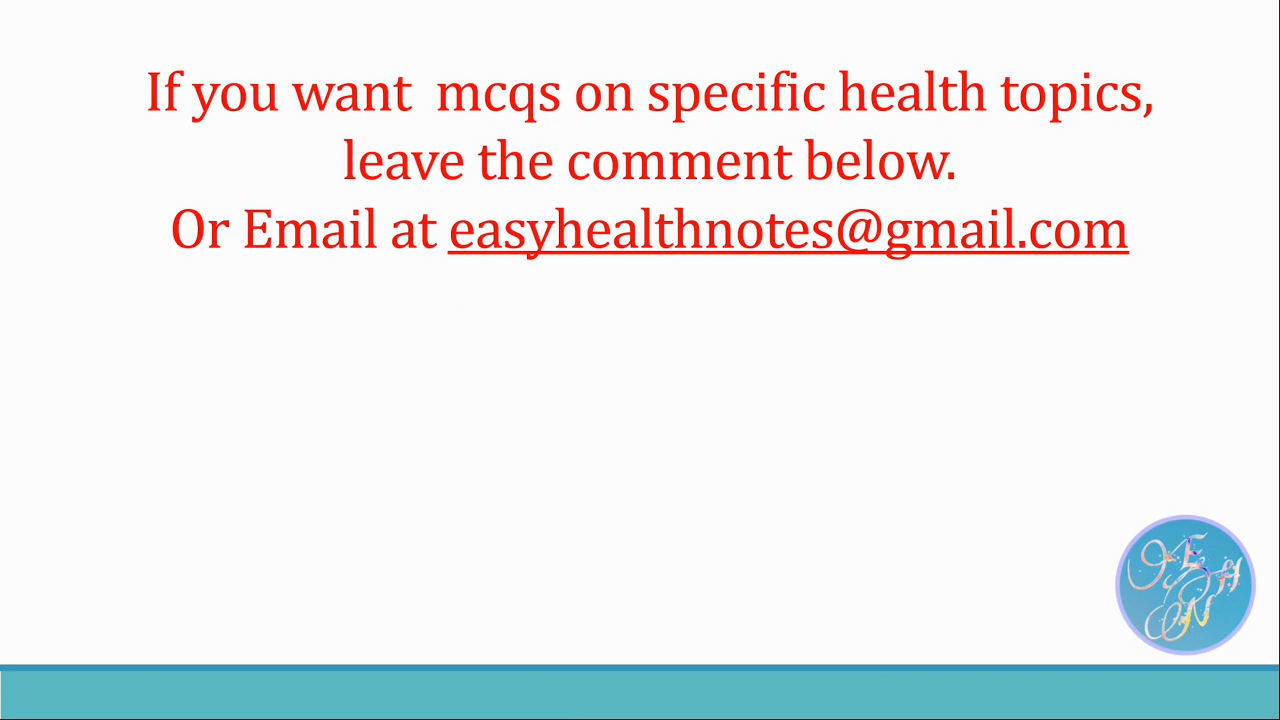 If you want  mcqs on specific health topics,
leave the comment below.
Or Email at easyhealthnotes@gmail.com
E
H
N